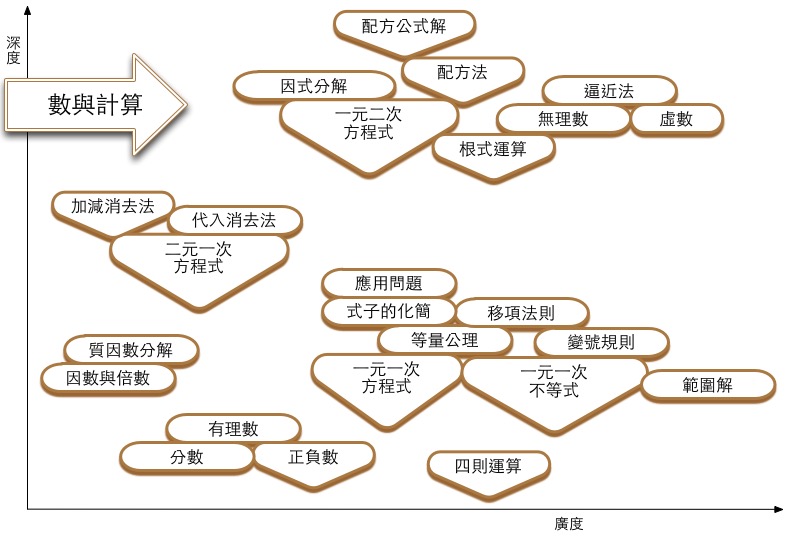 深
度
數與計算
配方公式解
配方法
因式分解
一元二次
方程式
逼近法
無理數
虛數
根式運算
加減消去法
代入消去法
二元一次
方程式
應用問題
式子的化簡
移項法則
等量公理
變號規則
一元一次
方程式
一元一次
不等式
範圍解
質因數分解
因數與倍數
有理數
分數
正負數
四則運算
廣度